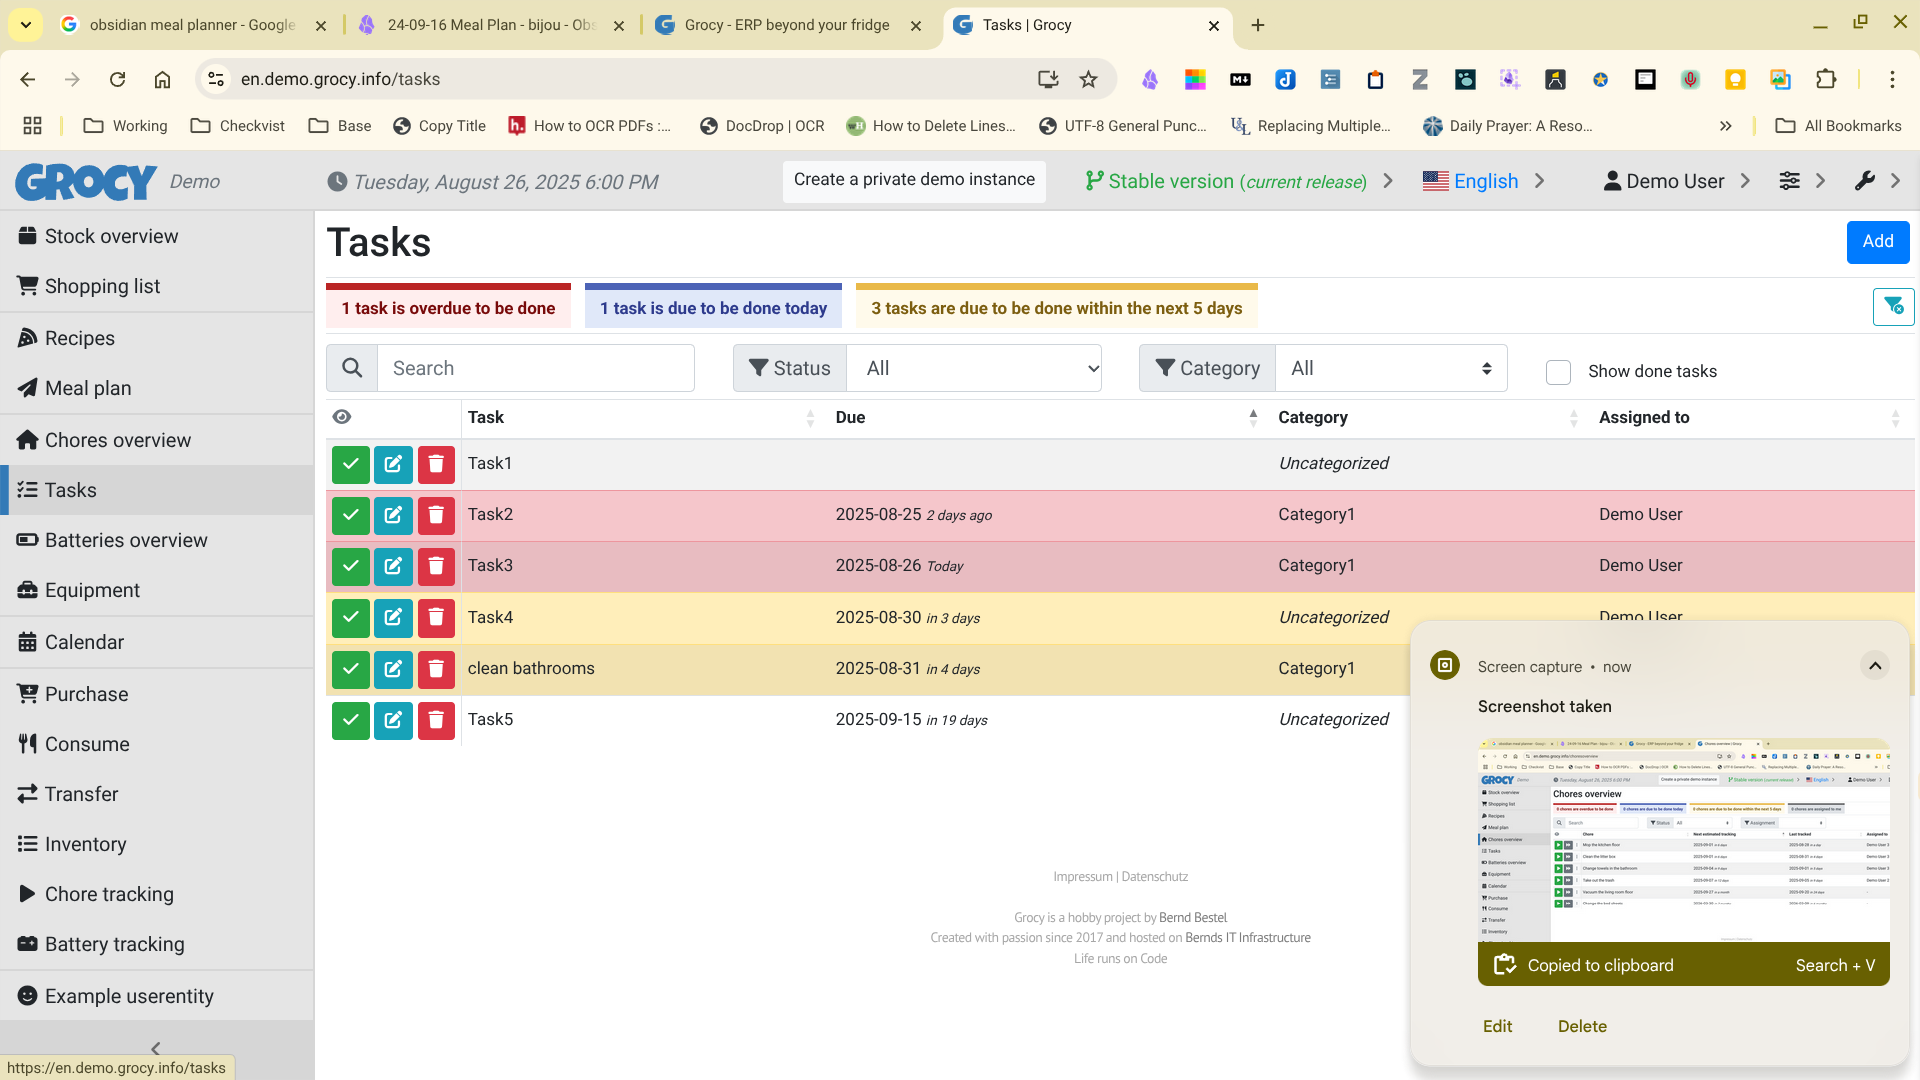 obsidian meal planner - Google
24-09-16 Meal Plan - bijou - Obs
Grocy - ERP beyond your fridge
Tasks | Grocy
en.demo.grocy.info/tasks
Working
Checkvist
Base
Copy Title
How to OCR PDFs :...
DocDrop | OCR
How to Delete Lines...
UTF-8 General Punc...
Replacing Multiple...
Daily Prayer: A Reso...
All Bookmarks
GROCY Demo
Tuesday, August 26, 2025 6:00 PM
Create a private demo instance
Stable version (current release)
English
Demo User
Stock overview
Shopping list
Recipes
Meal plan
Chores overview
Tasks
Batteries overview
Equipment
Calendar
Purchase
Consume
Transfer
Inventory
Chore tracking
Battery tracking
Example userentity
https://en.demo.grocy.info/tasks
Tasks
Add
1 task is overdue to be done
1 task is due to be done today
3 tasks are due to be done within the next 5 days
Search
Status
All
Category
All
Show done tasks
Task Due Category Assigned to
Task1 Uncategorized
Task2 2025-08-25 2 days ago Category1 Demo User
Task3 2025-08-26 Today Category1 Demo User
Task4 2025-08-30 in 3 days Uncategorized Demo User
clean bathrooms 2025-08-31 in 4 days Category1
Task5 2025-09-15 in 19 days Uncategorized
Impressum | Datenschutz
Grocy is a hobby project by Bernd Bestel
Created with passion since 2017 and hosted on Bernds IT Infrastructure
Life runs on Code
Screen capture • now
Screenshot taken
GROCY
Chores overview
Copied to clipboard
Search + V
Edit
Delete